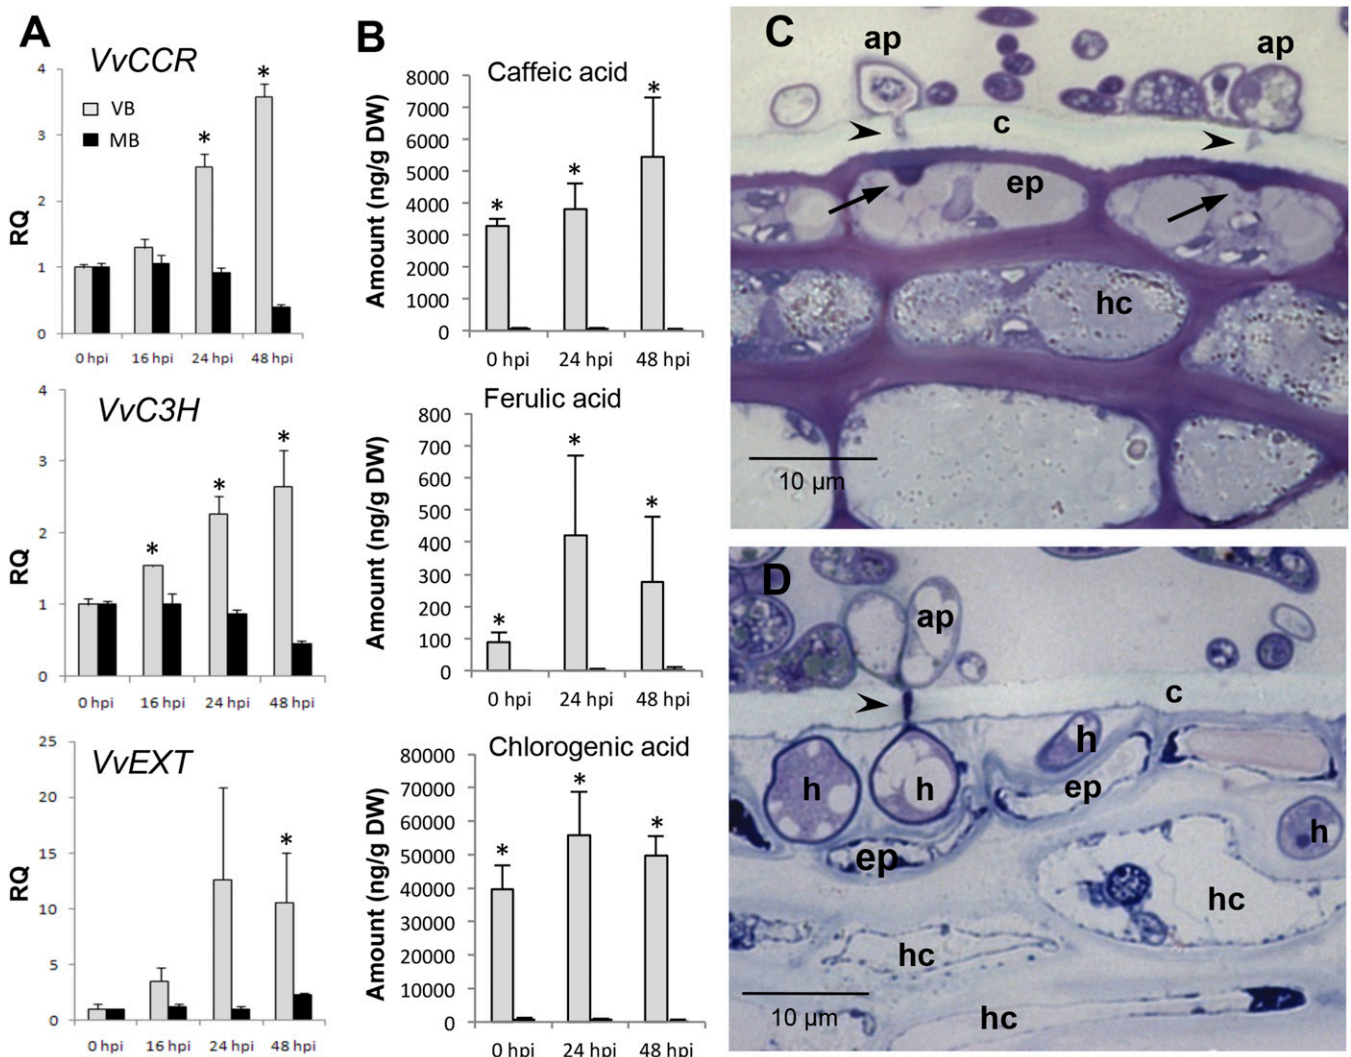 A
VvCCR
VB
MB
RQ
4
3
2
1
0
*
*
0 hpi 16 hpi 24 hpi 48 hpi
VvC3H
RQ
4
3
2
1
0
*
*
*
0 hpi 16 hpi 24 hpi 48 hpi
VvEXT
RQ
25
20
15
10
5
0
*
0 hpi 16 hpi 24 hpi 48 hpi
B
Caffeic acid
Amount (ng/g DW)
8000
7000
6000
5000
4000
3000
2000
1000
0
*
*
*
0 hpi 24 hpi 48 hpi
Ferulic acid
Amount (ng/g DW)
800
700
600
500
400
300
200
100
0
*
*
*
0 hpi 24 hpi 48 hpi
Chlorogenic acid
Amount (ng/g DW)
80000
70000
60000
50000
40000
30000
20000
10000
0
*
*
*
0 hpi 24 hpi 48 hpi
C
ap
ap
c
ep
hc
10 µm
D
ap
c
h
h
h
ep
ep
h
hc
hc
hc
10 µm